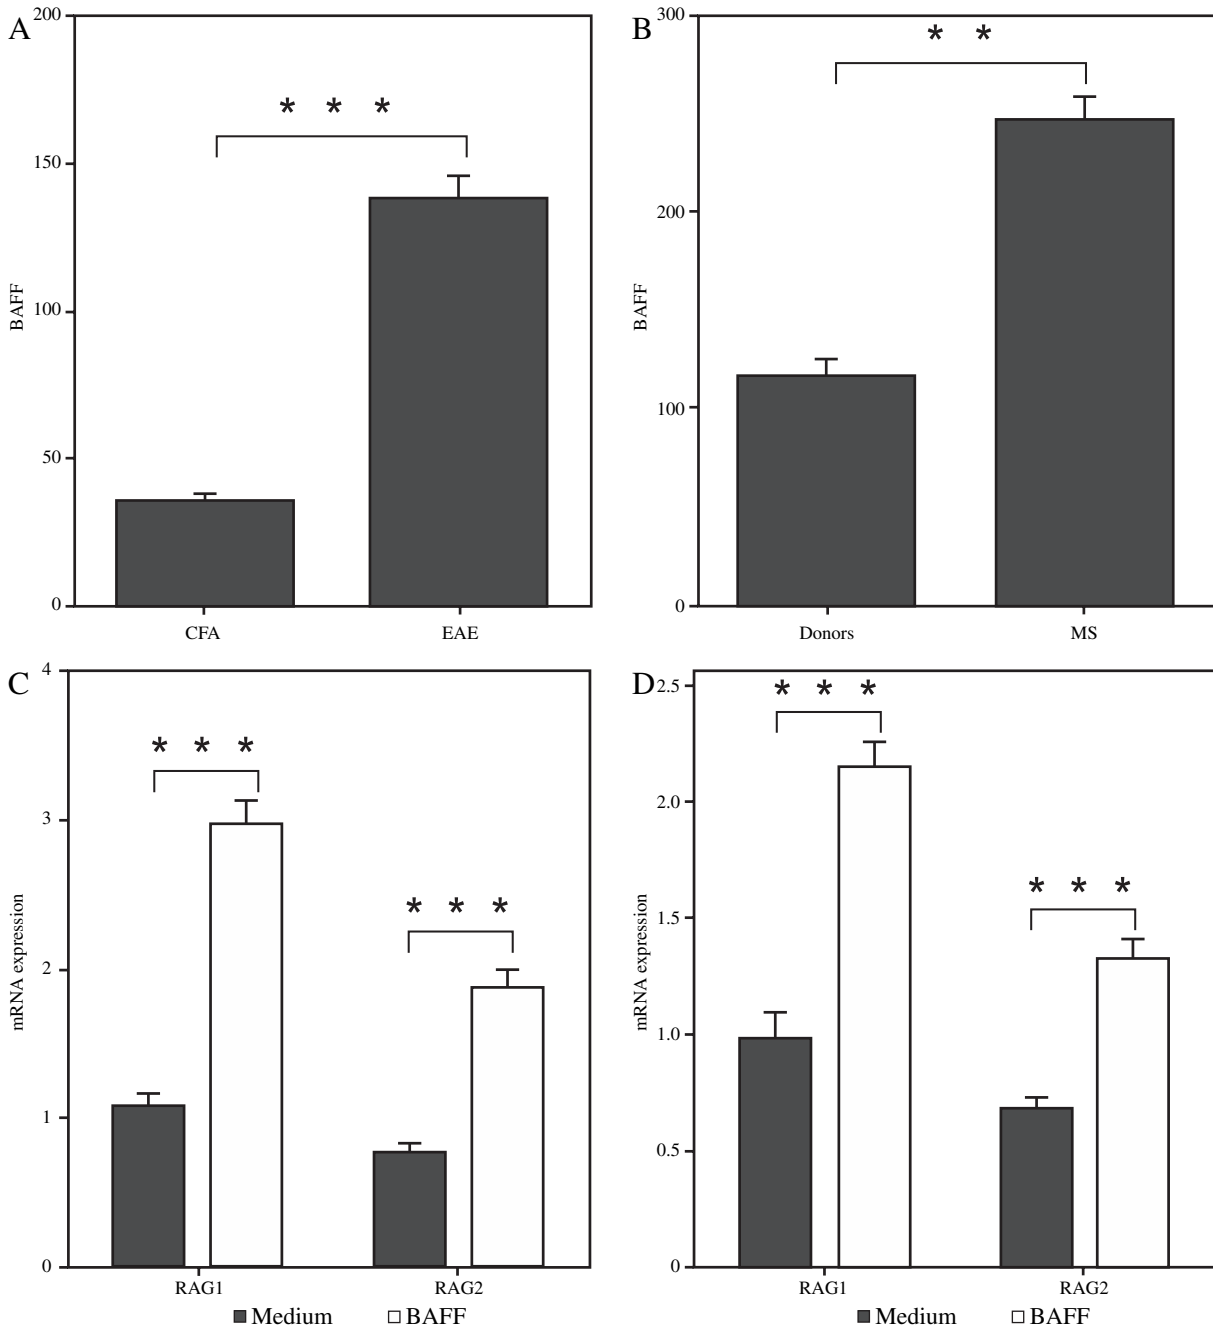 A
200
* * *
150
BAFF
100
50
0
CFA EAE
B
300
* *
200
BAFF
100
0
Donors MS
C
4
* * *
3
* * *
mRNA expression
2
1
0
RAG1 RAG2
■ Medium □ BAFF
D
2.5
* * *
2.0
* * *
1.5
mRNA expression
1.0
0.5
0
RAG1 RAG2
■ Medium □ BAFF